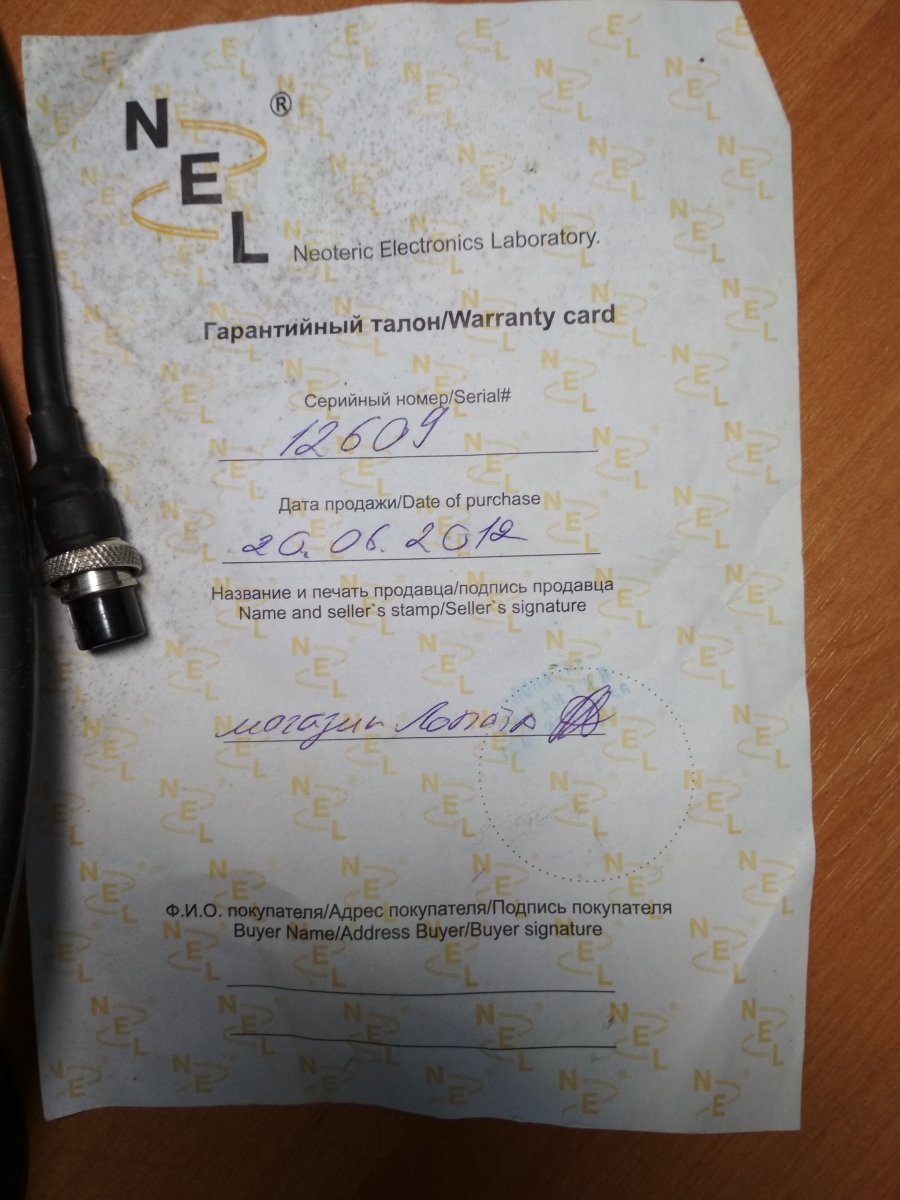 N
E
L
®
Neoteric Electronics Laboratory.
Гарантийный талон/Warranty card
Серийный номер/Serial#
12609
Дата продажи/Date of purchase
20.06.2012
Название и печать продавца/подпись продавца
Name and seller`s stamp/Seller`s signature
магазин Лопата
Ф.И.О. покупателя/Адрес покупателя/Подпись покупателя
Buyer Name/Address Buyer/Buyer signature